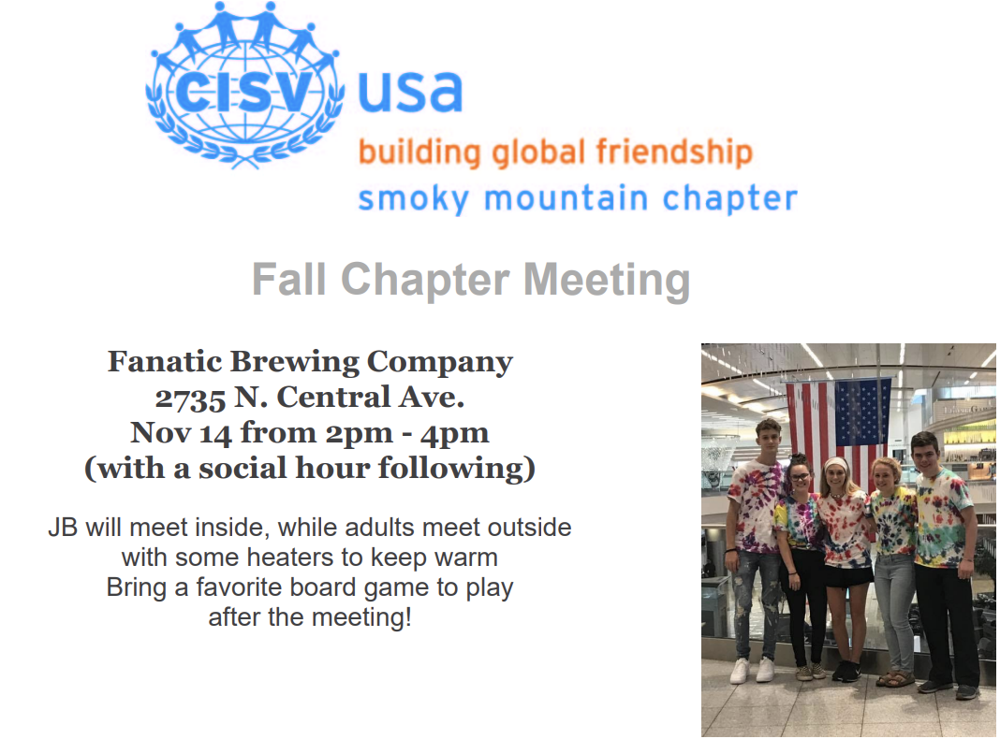 CISV usa
building global friendship
smoky mountain chapter
Fall Chapter Meeting
Fanatic Brewing Company
2735 N. Central Ave.
Nov 14 from 2pm - 4pm
(with a social hour following)
JB will meet inside, while adults meet outside
with some heaters to keep warm
Bring a favorite board game to play
after the meeting!